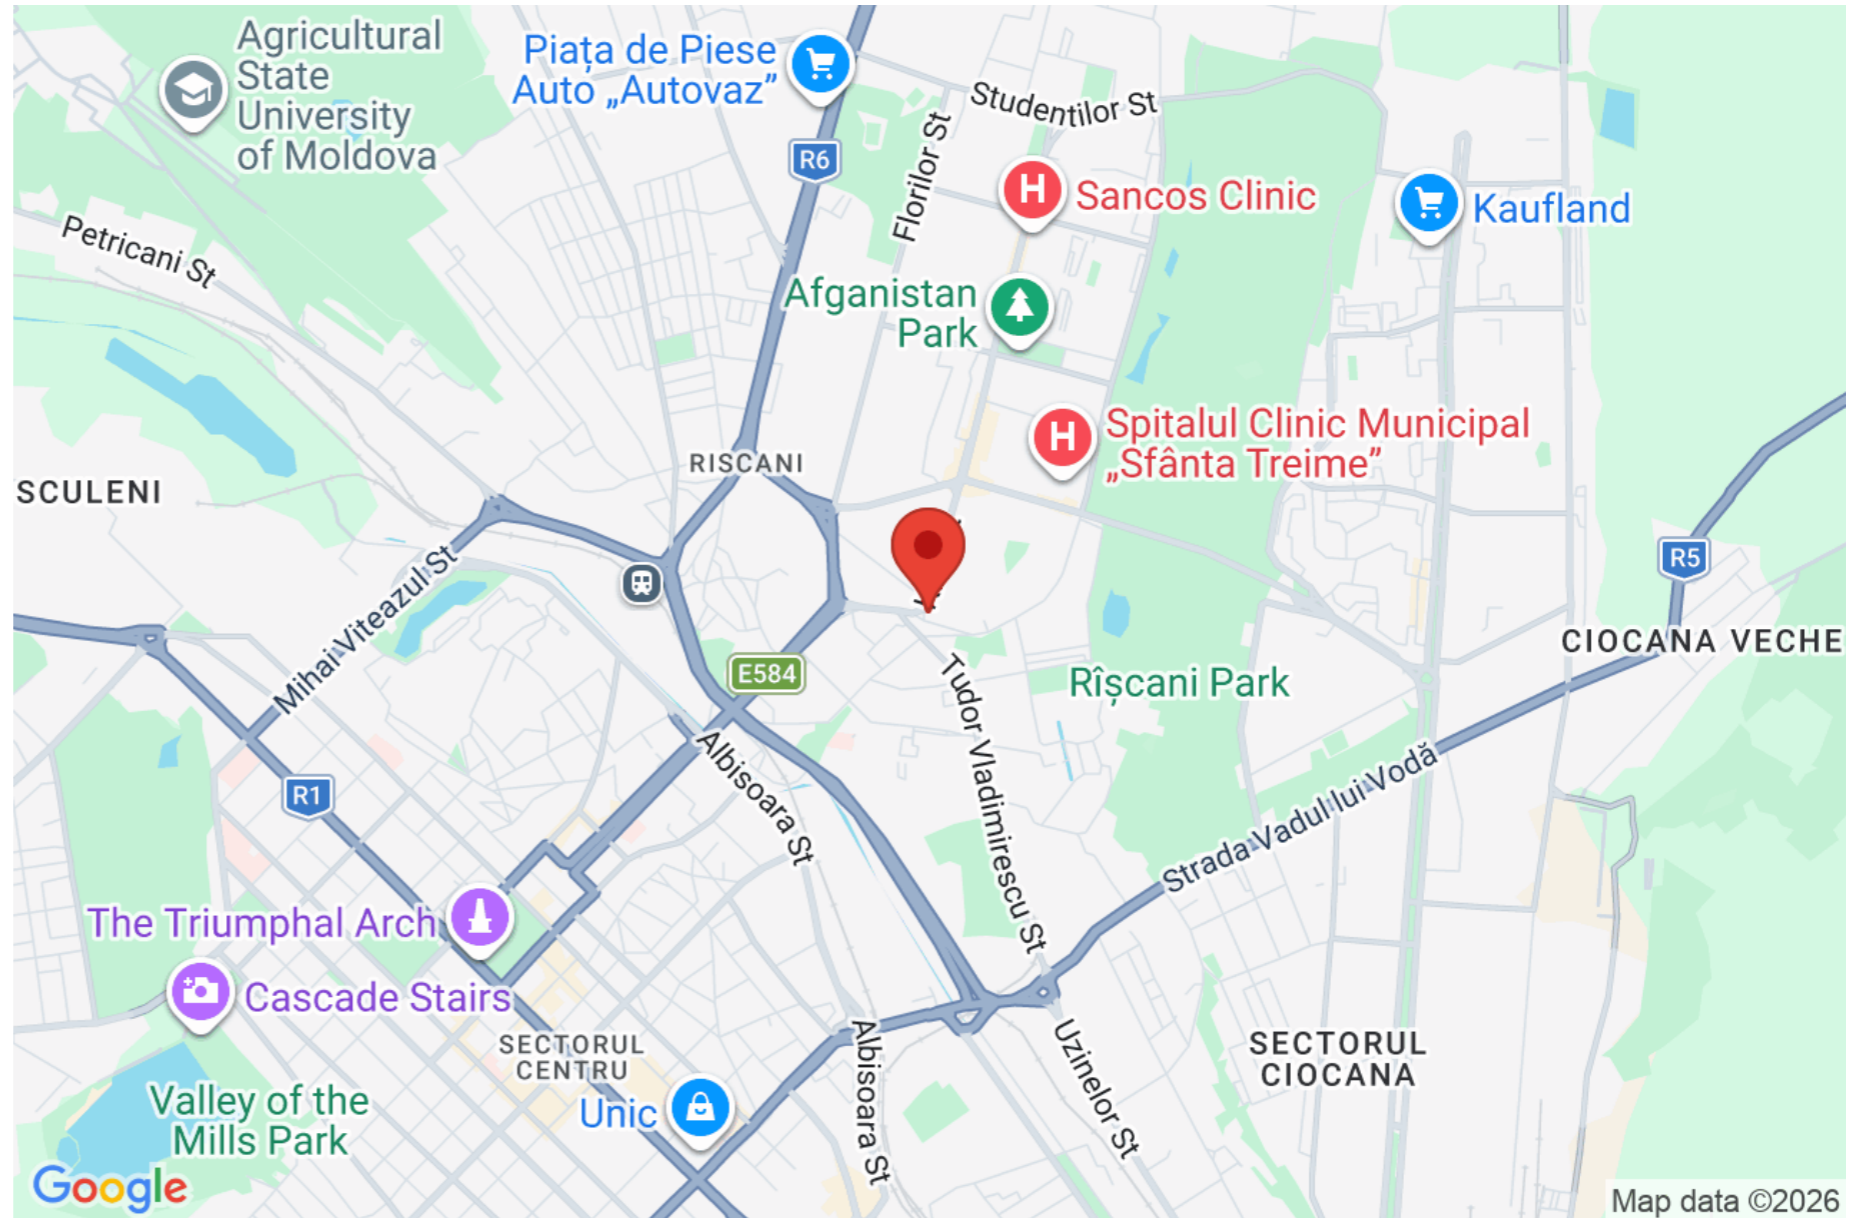 Agricultural
State
University
of Moldova
Piața de Piese
Auto „Autovaz”
R6
Studentilor St
Florilor St
Sancos Clinic
Kaufland
Petricani St
Afganistan
Park
Spitalul Clinic Municipal
„Sfânta Treime”
RISCANI
SCULENI
R5
Mihai Viteazul St
CIOCANA VECHE
E584
Rîșcani Park
Tudor Vladimirescu St
Albisoara St
R1
Strada Vadul lui Vodă
The Triumphal Arch
Cascade Stairs
SECTORUL
CENTRU
SECTORUL
CIOCANA
Albisoara St
Uzinelor St
Valley of the
Mills Park
Unic
Google
Map data ©2026